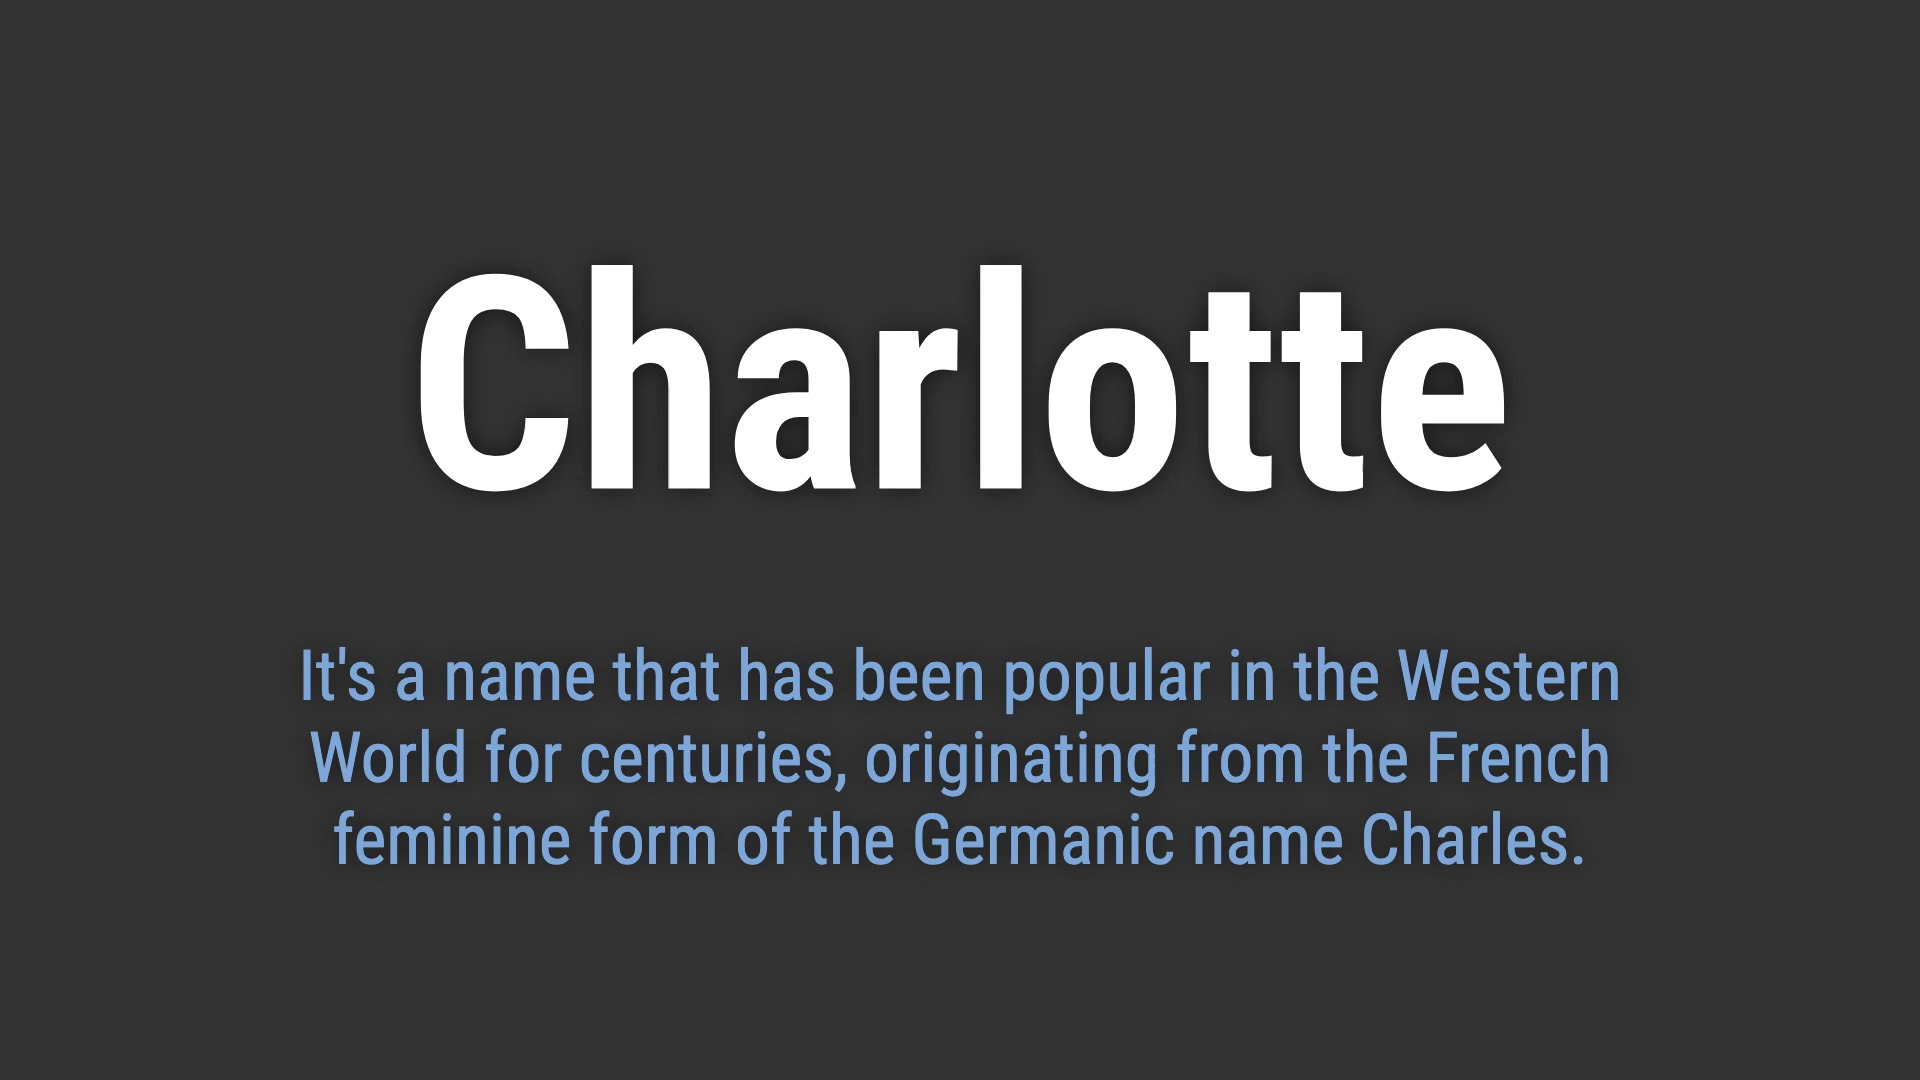 Charlotte
It's a name that has been popular in the Western
World for centuries, originating from the French
feminine form of the Germanic name Charles.